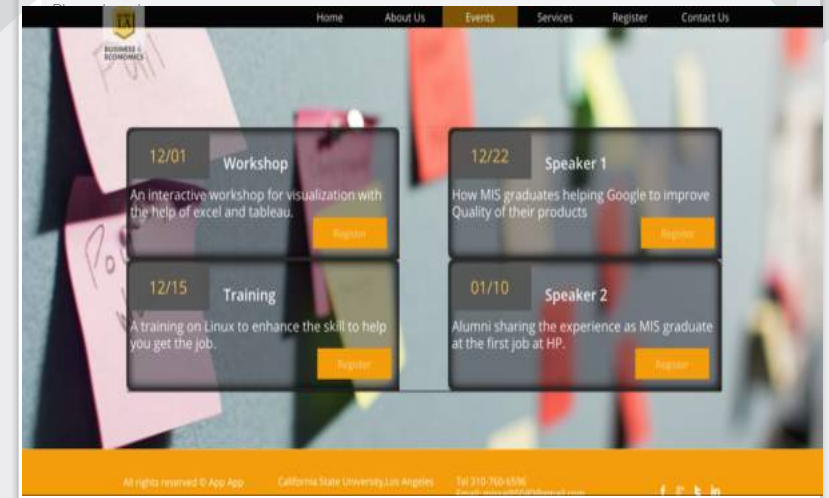 LA
BUSINESS &
ECONOMICS
Home About Us Events Services Register Contact Us
12/01 Workshop
An interactive workshop for visualization with
the help of excel and tableau.
Register
12/22 Speaker 1
How MIS graduates helping Google to improve
Quality of their products
Register
12/15 Training
A training on Linux to enhance the skill to help
you get the job.
Register
01/10 Speaker 2
Alumni sharing the experience as MIS graduate
at the first job at HP.
Register
All rights reserved © App App California State University,Los Angeles Tel 310-760-6596